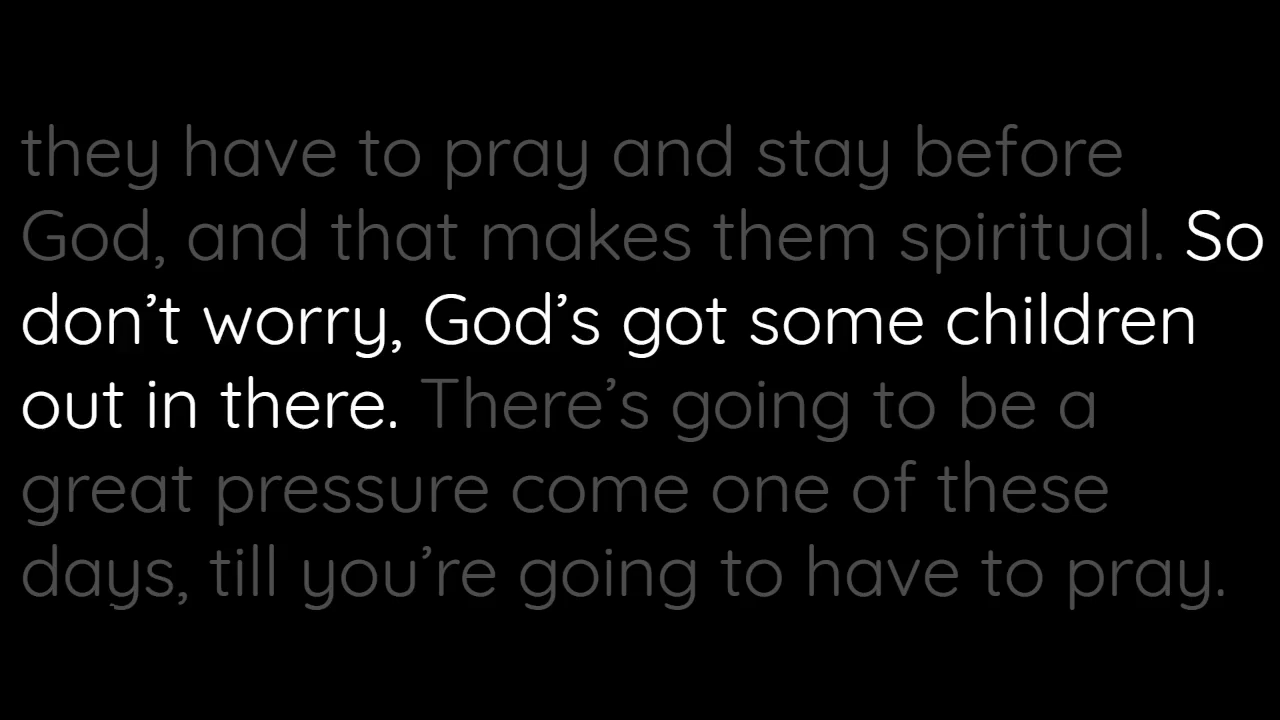 they have to pray and stay before
God, and that makes them spiritual. So
don’t worry, God’s got some children
out in there. There’s going to be a
great pressure come one of these
days, till you’re going to have to pray.